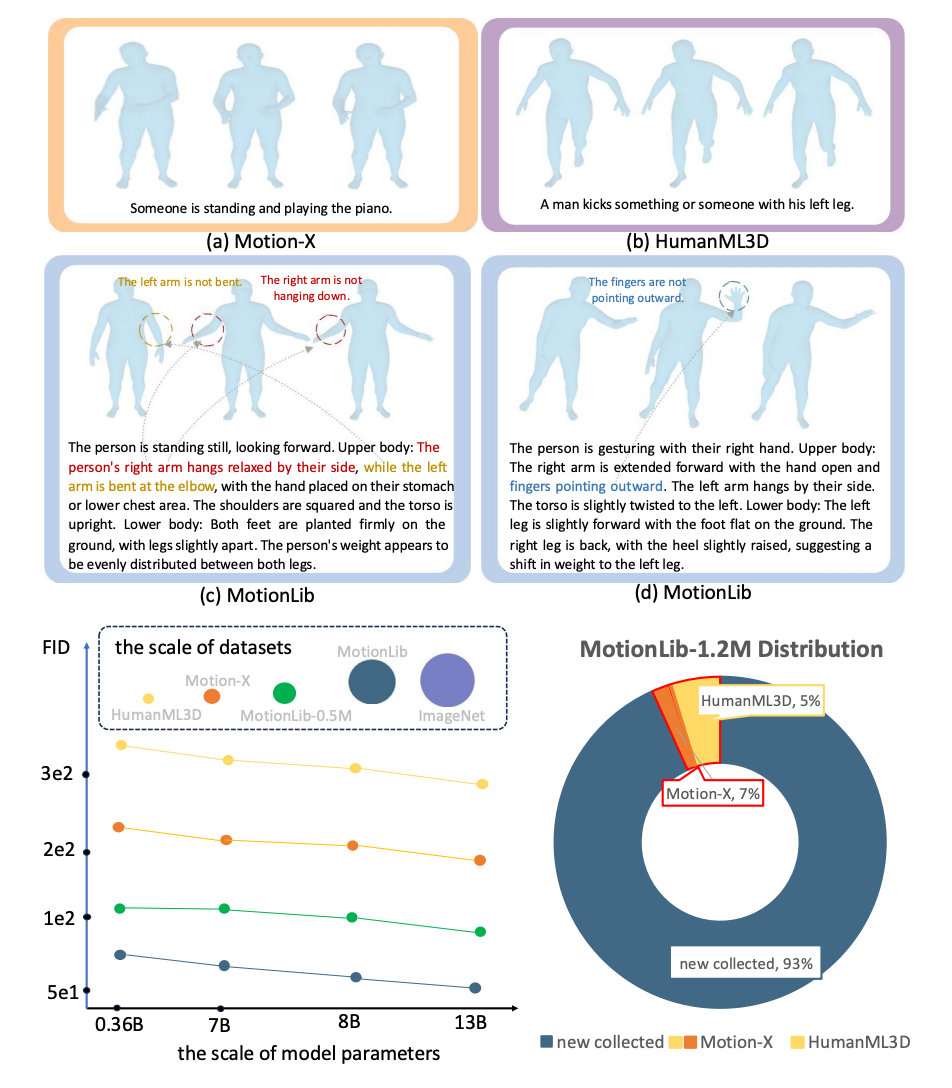 Someone is standing and playing the piano.
(a) Motion-X
A man kicks something or someone with his left leg.
(b) HumanML3D
The left arm is not bent.
The right arm is not
hanging down.
The person is standing still, looking forward. Upper body: The
person's right arm hangs relaxed by their side, while the left
arm is bent at the elbow, with the hand placed on their stomach
or lower chest area. The shoulders are squared and the torso is
upright. Lower body: Both feet are planted firmly on the
ground, with legs slightly apart. The person's weight appears to
be evenly distributed between both legs.
(c) MotionLib
The fingers are not
pointing outward.
The person is gesturing with their right hand. Upper body:
The right arm is extended forward with the hand open and
fingers pointing outward. The left arm hangs by their side.
The torso is slightly twisted to the left. Lower body: The left
leg is slightly forward with the foot flat on the ground. The
right leg is back, with the heel slightly raised, suggesting a
shift in weight to the left leg.
(d) MotionLib
FID
the scale of datasets
HumanML3D
Motion-X
MotionLib-0.5M
MotionLib
ImageNet
3e2
2e2
1e2
5e1
0.36B
7B
8B
13B
the scale of model parameters
MotionLib-1.2M Distribution
HumanML3D, 5%
Motion-X, 7%
new collected, 93%
new collected
Motion-X
HumanML3D